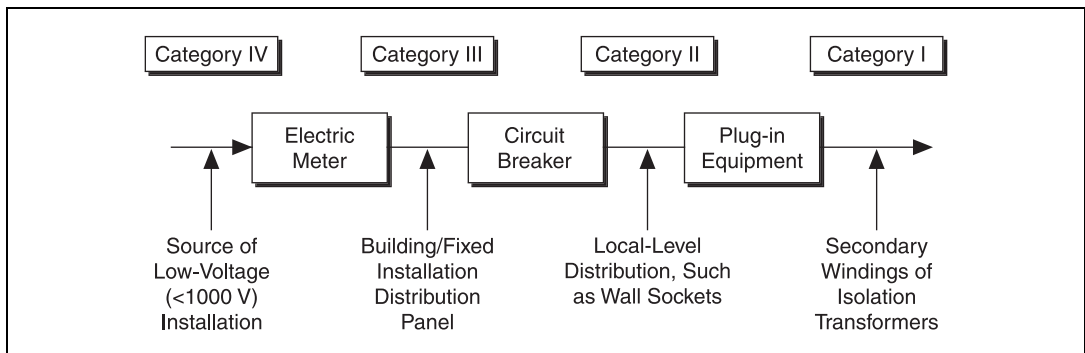 Category IV
Category III
Category II
Category I
Electric
Meter
Circuit
Breaker
Plug-in
Equipment
Source of
Low-Voltage
(<1000 V)
Installation
Building/Fixed
Installation
Distribution
Panel
Local-Level
Distribution, Such
as Wall Sockets
Secondary
Windings of
Isolation
Transformers